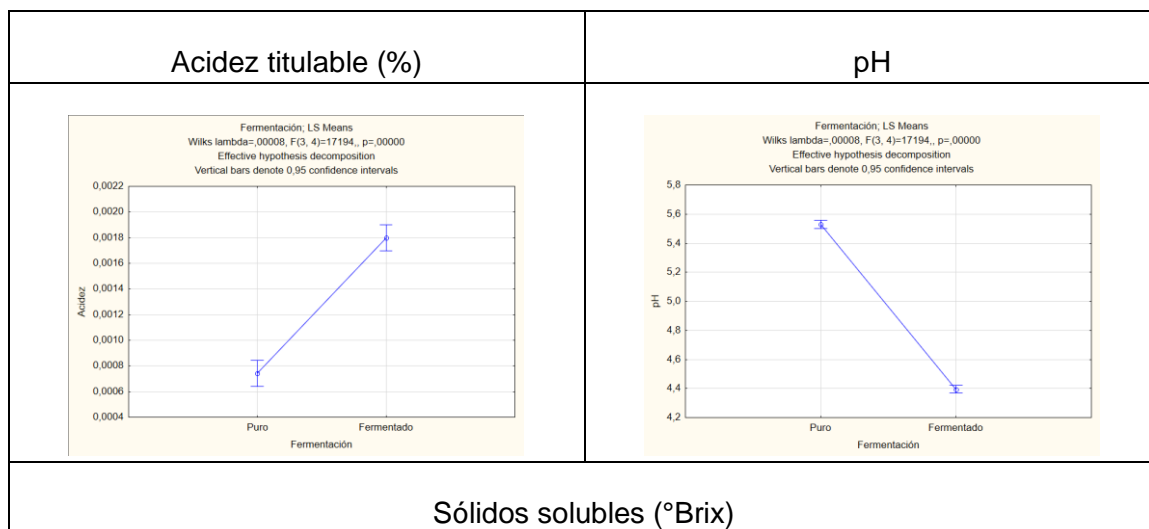 Acidez titulable (%)
pH
Fermentación; LS Means
Wilks lambda=,00008, F(3, 4)=17194,, p=,00000
Effective hypothesis decomposition
Vertical bars denote 0,95 confidence intervals
0,0022
0,0020
0,0018
0,0016
0,0014
0,0012
0,0010
0,0008
0,0006
0,0004
Acidez
Puro Fermentado
Fermentación
Fermentación; LS Means
Wilks lambda=,00008, F(3, 4)=17194,, p=,00000
Effective hypothesis decomposition
Vertical bars denote 0,95 confidence intervals
5,8
5,6
5,4
5,2
5,0
4,8
4,6
4,4
4,2
pH
Puro Fermentado
Fermentación
Sólidos solubles (°Brix)